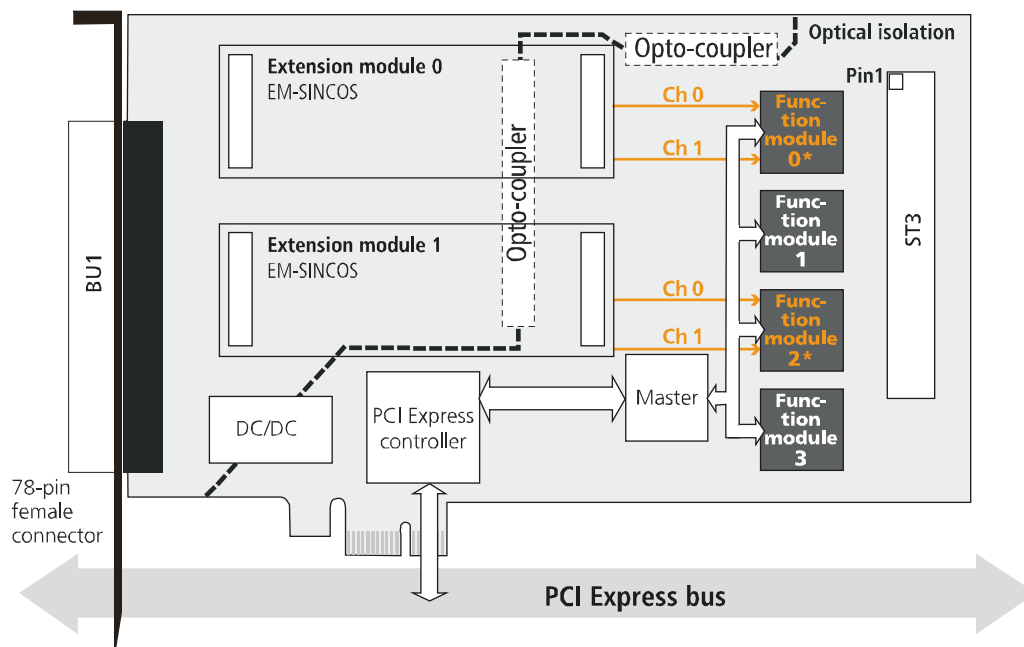 Opto-coupler
Optical isolation
Extension module 0
EM-SINCOS
Pin1
Ch 0
Ch 1
Func-
tion
module
0*
Opto-coupler
Func-
tion
module
1
ST3
BU1
Extension module 1
EM-SINCOS
Ch 0
Ch 1
Func-
tion
module
2*
DC/DC
PCI Express
controller
Master
Func-
tion
module
3
78-pin
female
connector
PCI Express bus